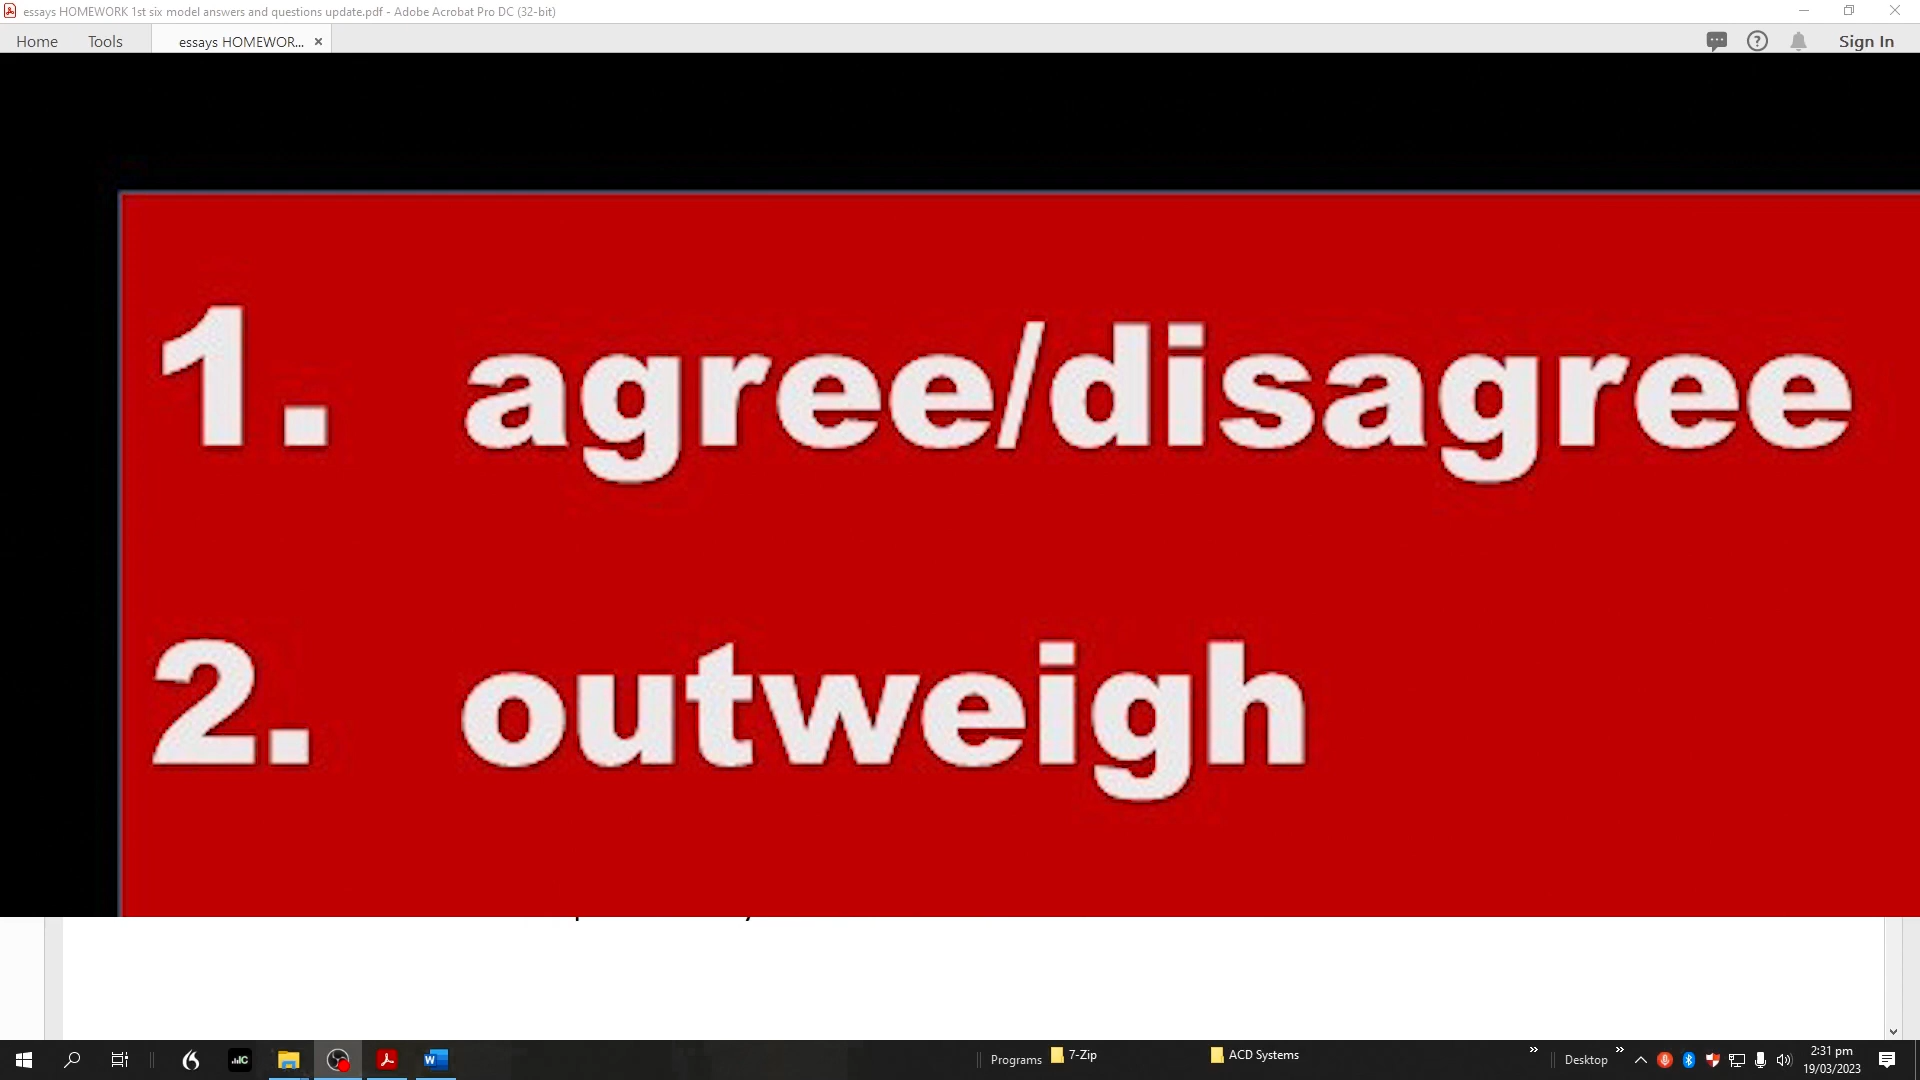 essays HOMEWORK 1st six model answers and questions update.pdf - Adobe Acrobat Pro DC (32-bit)
Home Tools essays HOMEWOR... × Sign In
1. agree/disagree
2. outweigh
Programs 7-Zip ACD Systems » Desktop » 2:31 pm
19/03/2023